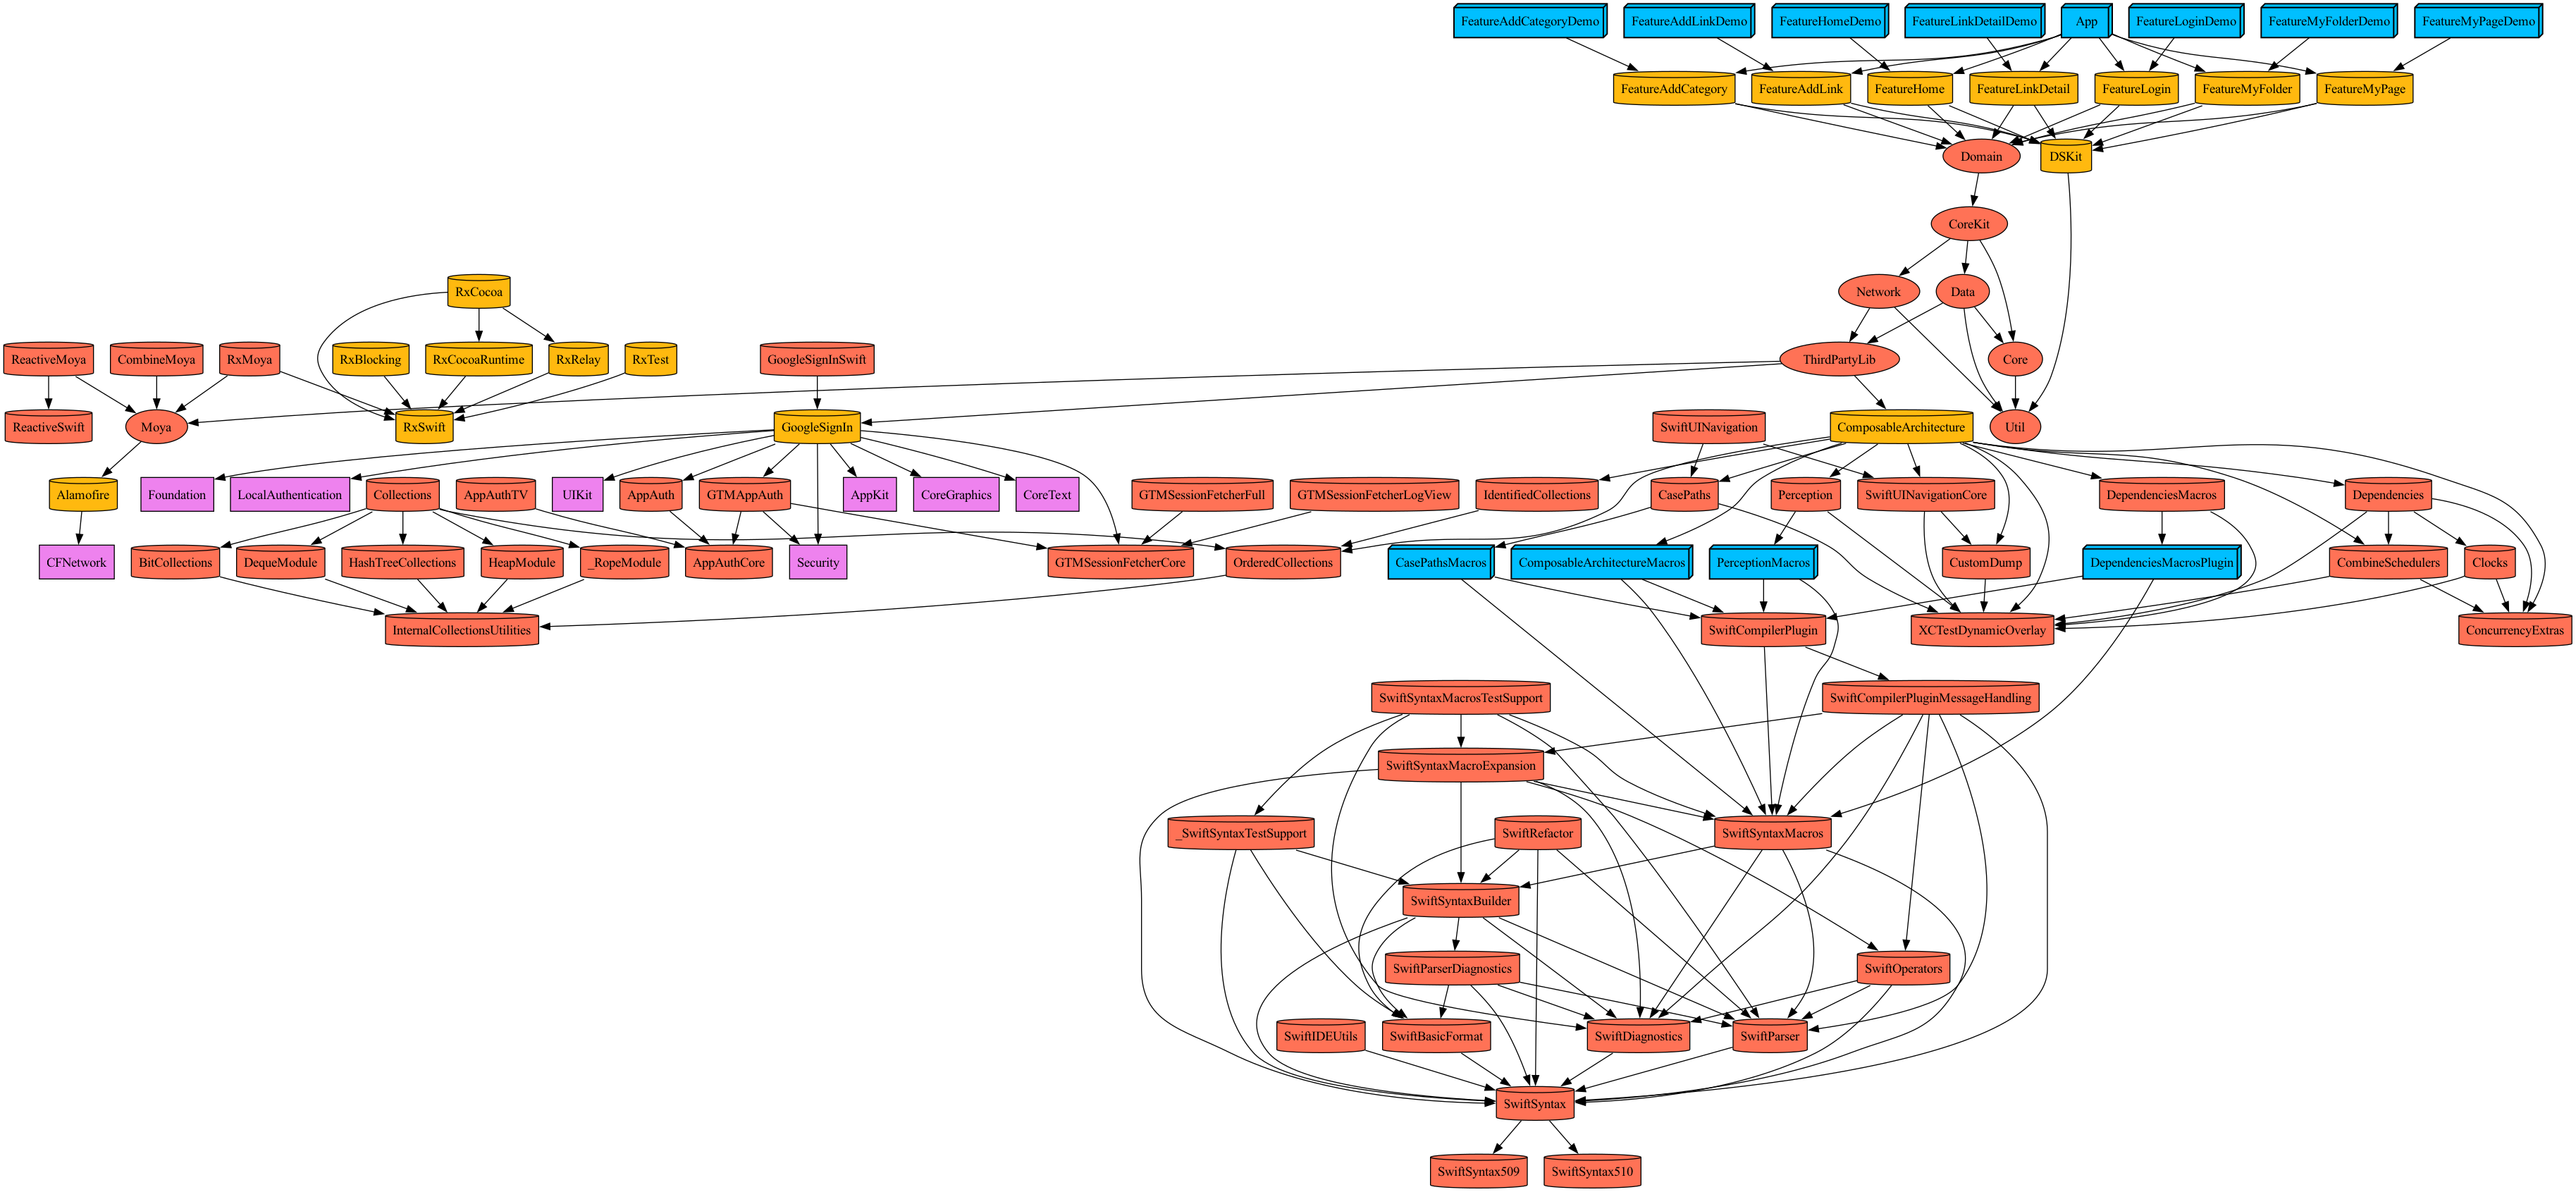 FeatureAddCategoryDemo
FeatureAddLinkDemo
FeatureHomeDemo
FeatureLinkDetailDemo
App
FeatureLoginDemo
FeatureMyFolderDemo
FeatureMyPageDemo
FeatureAddCategory
FeatureAddLink
FeatureHome
FeatureLinkDetail
FeatureLogin
FeatureMyFolder
FeatureMyPage
Domain
DSKit
CoreKit
RxCocoa
Network
Data
ReactiveMoya
CombineMoya
RxMoya
RxBlocking
RxCocoaRuntime
RxRelay
RxTest
GoogleSignInSwift
ThirdPartyLib
Core
ReactiveSwift
Moya
RxSwift
GoogleSignIn
SwiftUINavigation
ComposableArchitecture
Util
Alamofire
Foundation
LocalAuthentication
Collections
AppAuthTV
UIKit
AppAuth
GTMAppAuth
AppKit
CoreGraphics
CoreText
GTMSessionFetcherFull
GTMSessionFetcherLogView
IdentifiedCollections
CasePaths
Perception
SwiftUINavigationCore
DependenciesMacros
Dependencies
CFNetwork
BitCollections
DequeModule
HashTreeCollections
HeapModule
_RopeModule
AppAuthCore
Security
GTMSessionFetcherCore
OrderedCollections
CasePathsMacros
ComposableArchitectureMacros
PerceptionMacros
CustomDump
DependenciesMacrosPlugin
CombineSchedulers
Clocks
InternalCollectionsUtilities
SwiftCompilerPlugin
XCTestDynamicOverlay
ConcurrencyExtras
SwiftSyntaxMacrosTestSupport
SwiftCompilerPluginMessageHandling
SwiftSyntaxMacroExpansion
_SwiftSyntaxTestSupport
SwiftRefactor
SwiftSyntaxMacros
SwiftSyntaxBuilder
SwiftParserDiagnostics
SwiftOperators
SwiftIDEUtils
SwiftBasicFormat
SwiftDiagnostics
SwiftParser
SwiftSyntax
SwiftSyntax509
SwiftSyntax510